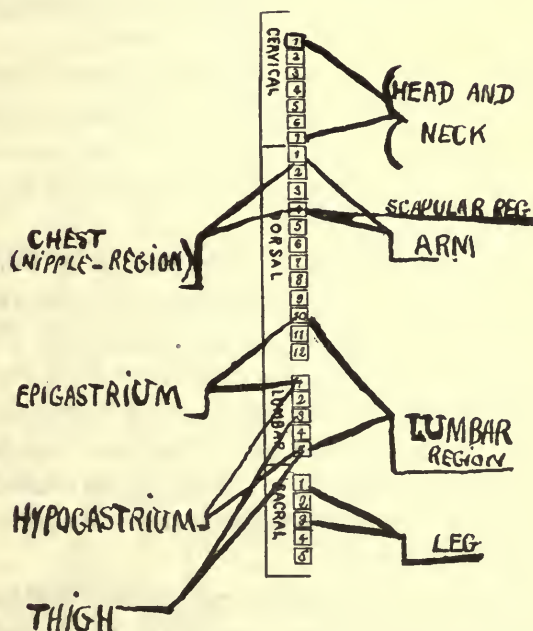 CERVICAL
1
2
3
4
5
6
7
HEAD AND
NECK
DORSAL
1
2
3
4
5
6
7
8
9
10
11
12
SCAPULAR REG
ARM
CHEST
(NIPPLE-REGION)
EPIGASTRIUM
LUMBAR
1
2
3
4
5
LUMBAR
REGION
HYPOGASTRIUM
SACRAL
1
2
3
4
5
LEG
THIGH